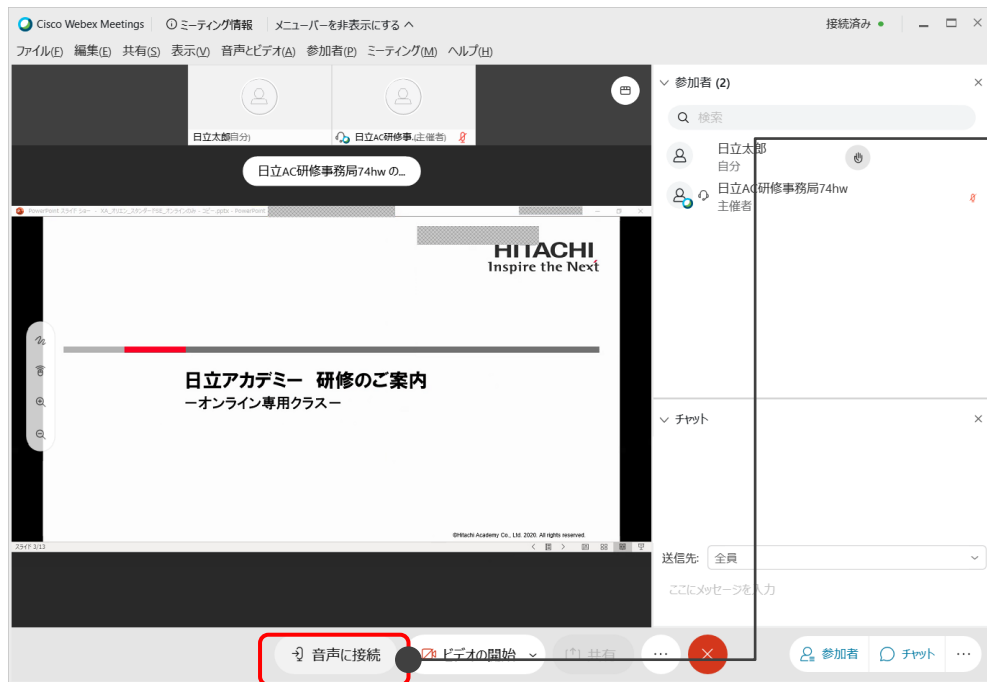 Cisco Webex Meetings ミーティング情報 メニューバーを非表示にする 接続済み
ファイル(F) 編集(E) 共有(S) 表示(V) 音声とビデオ(A) 参加者(P) ミーティング(M) ヘルプ(H)
日立太郎自分)
日立AC研修事.(主催者)
日立AC研修事務局74hw の...
HITACHI
Inspire the Next
日立アカデミー 研修のご案内
ーオンライン専用クラスー
©Hitachi Academy Co., Ltd. 2020. All rights reserved.
スライド 3/13
参加者 (2)
検索
日立太郎
自分
日立AC研修事務局74hw
主催者
チャット
送信先: 全員
ここにメッセージを入力
音声に接続 ビデオの開始 共有 参加者 チャット